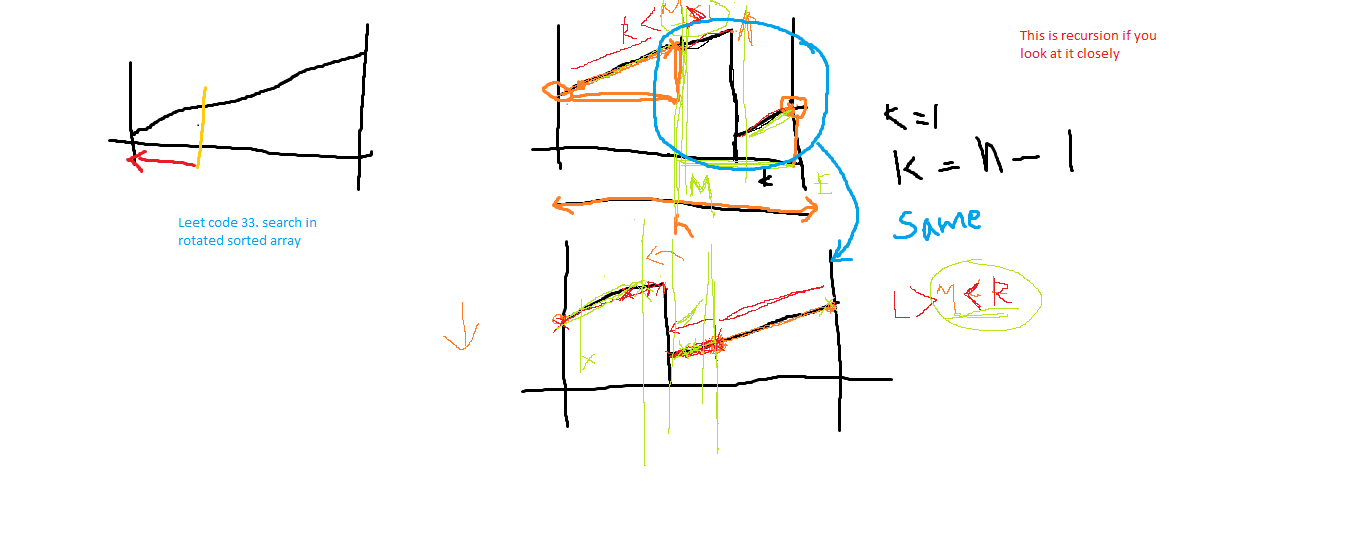 This is recursion if you
look at it closely
k=1
k = n - 1
Same
L > M < R
Leet code 33. search in
rotated sorted array
M
E
k
x